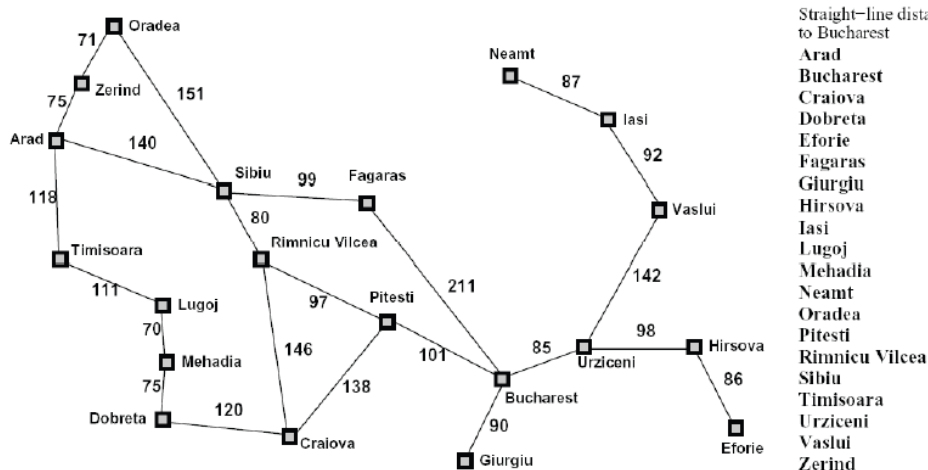 Oradea
71
Zerind
75
151
Arad
140
118
Sibiu
99
Fagaras
80
Timisoara
Rimnicu Vilcea
111
Lugoj
97
Pitesti
211
70
Mehadia
146
101
75
138
Dobreta
120
Craiova
Bucharest
90
Giurgiu
85
Neamt
87
Iasi
92
Vaslui
142
98
Hirsova
Urziceni
86
Eforie
Straight-line dista
to Bucharest
Arad
Bucharest
Craiova
Dobreta
Eforie
Fagaras
Giurgiu
Hirsova
Iasi
Lugoj
Mehadia
Neamt
Oradea
Pitesti
Rimnicu Vilcea
Sibiu
Timisoara
Urziceni
Vaslui
Zerind